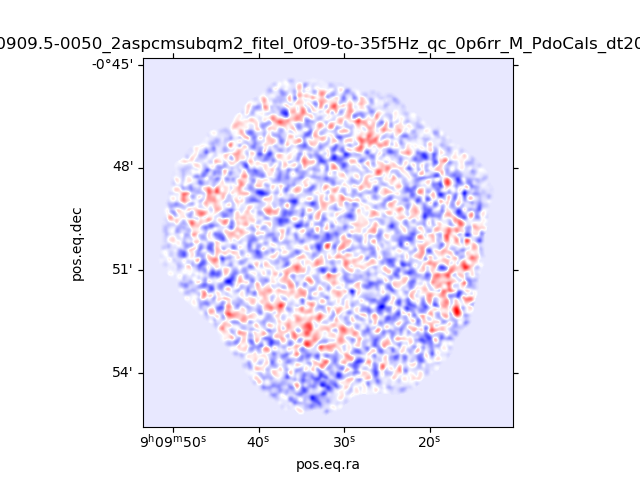 0909.5-0050_2aspcmsubqm2_fitel_0f09-to-35f5Hz_qc_0p6rr_M_PdoCals_dt20
-0°45'
48'
51'
54'
pos.eq.dec
9h09m50s 40s 30s 20s
pos.eq.ra